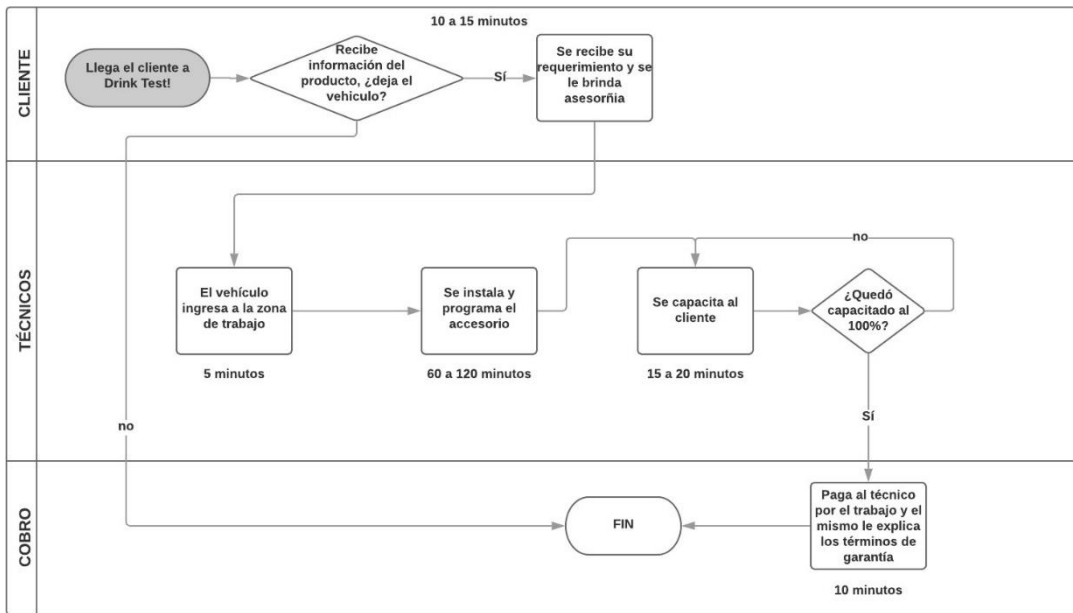 CLIENTE
10 a 15 minutos
Llega el cliente a
Drink Test!
Recibe
información del
producto, ¿deja el
vehiculo?
Sí
Se recibe su
requerimiento y se
le brinda
asesorñia
TÉCNICOS
no
El vehículo
ingresa a la zona
de trabajo
5 minutos
Se instala y
programa el
accesorio
60 a 120 minutos
Se capacita al
cliente
15 a 20 minutos
¿Quedó
capacitado al
100%?
no
Sí
COBRO
FIN
Paga al técnico
por el trabajo y el
mismo le explica
los términos de
garantía
10 minutos